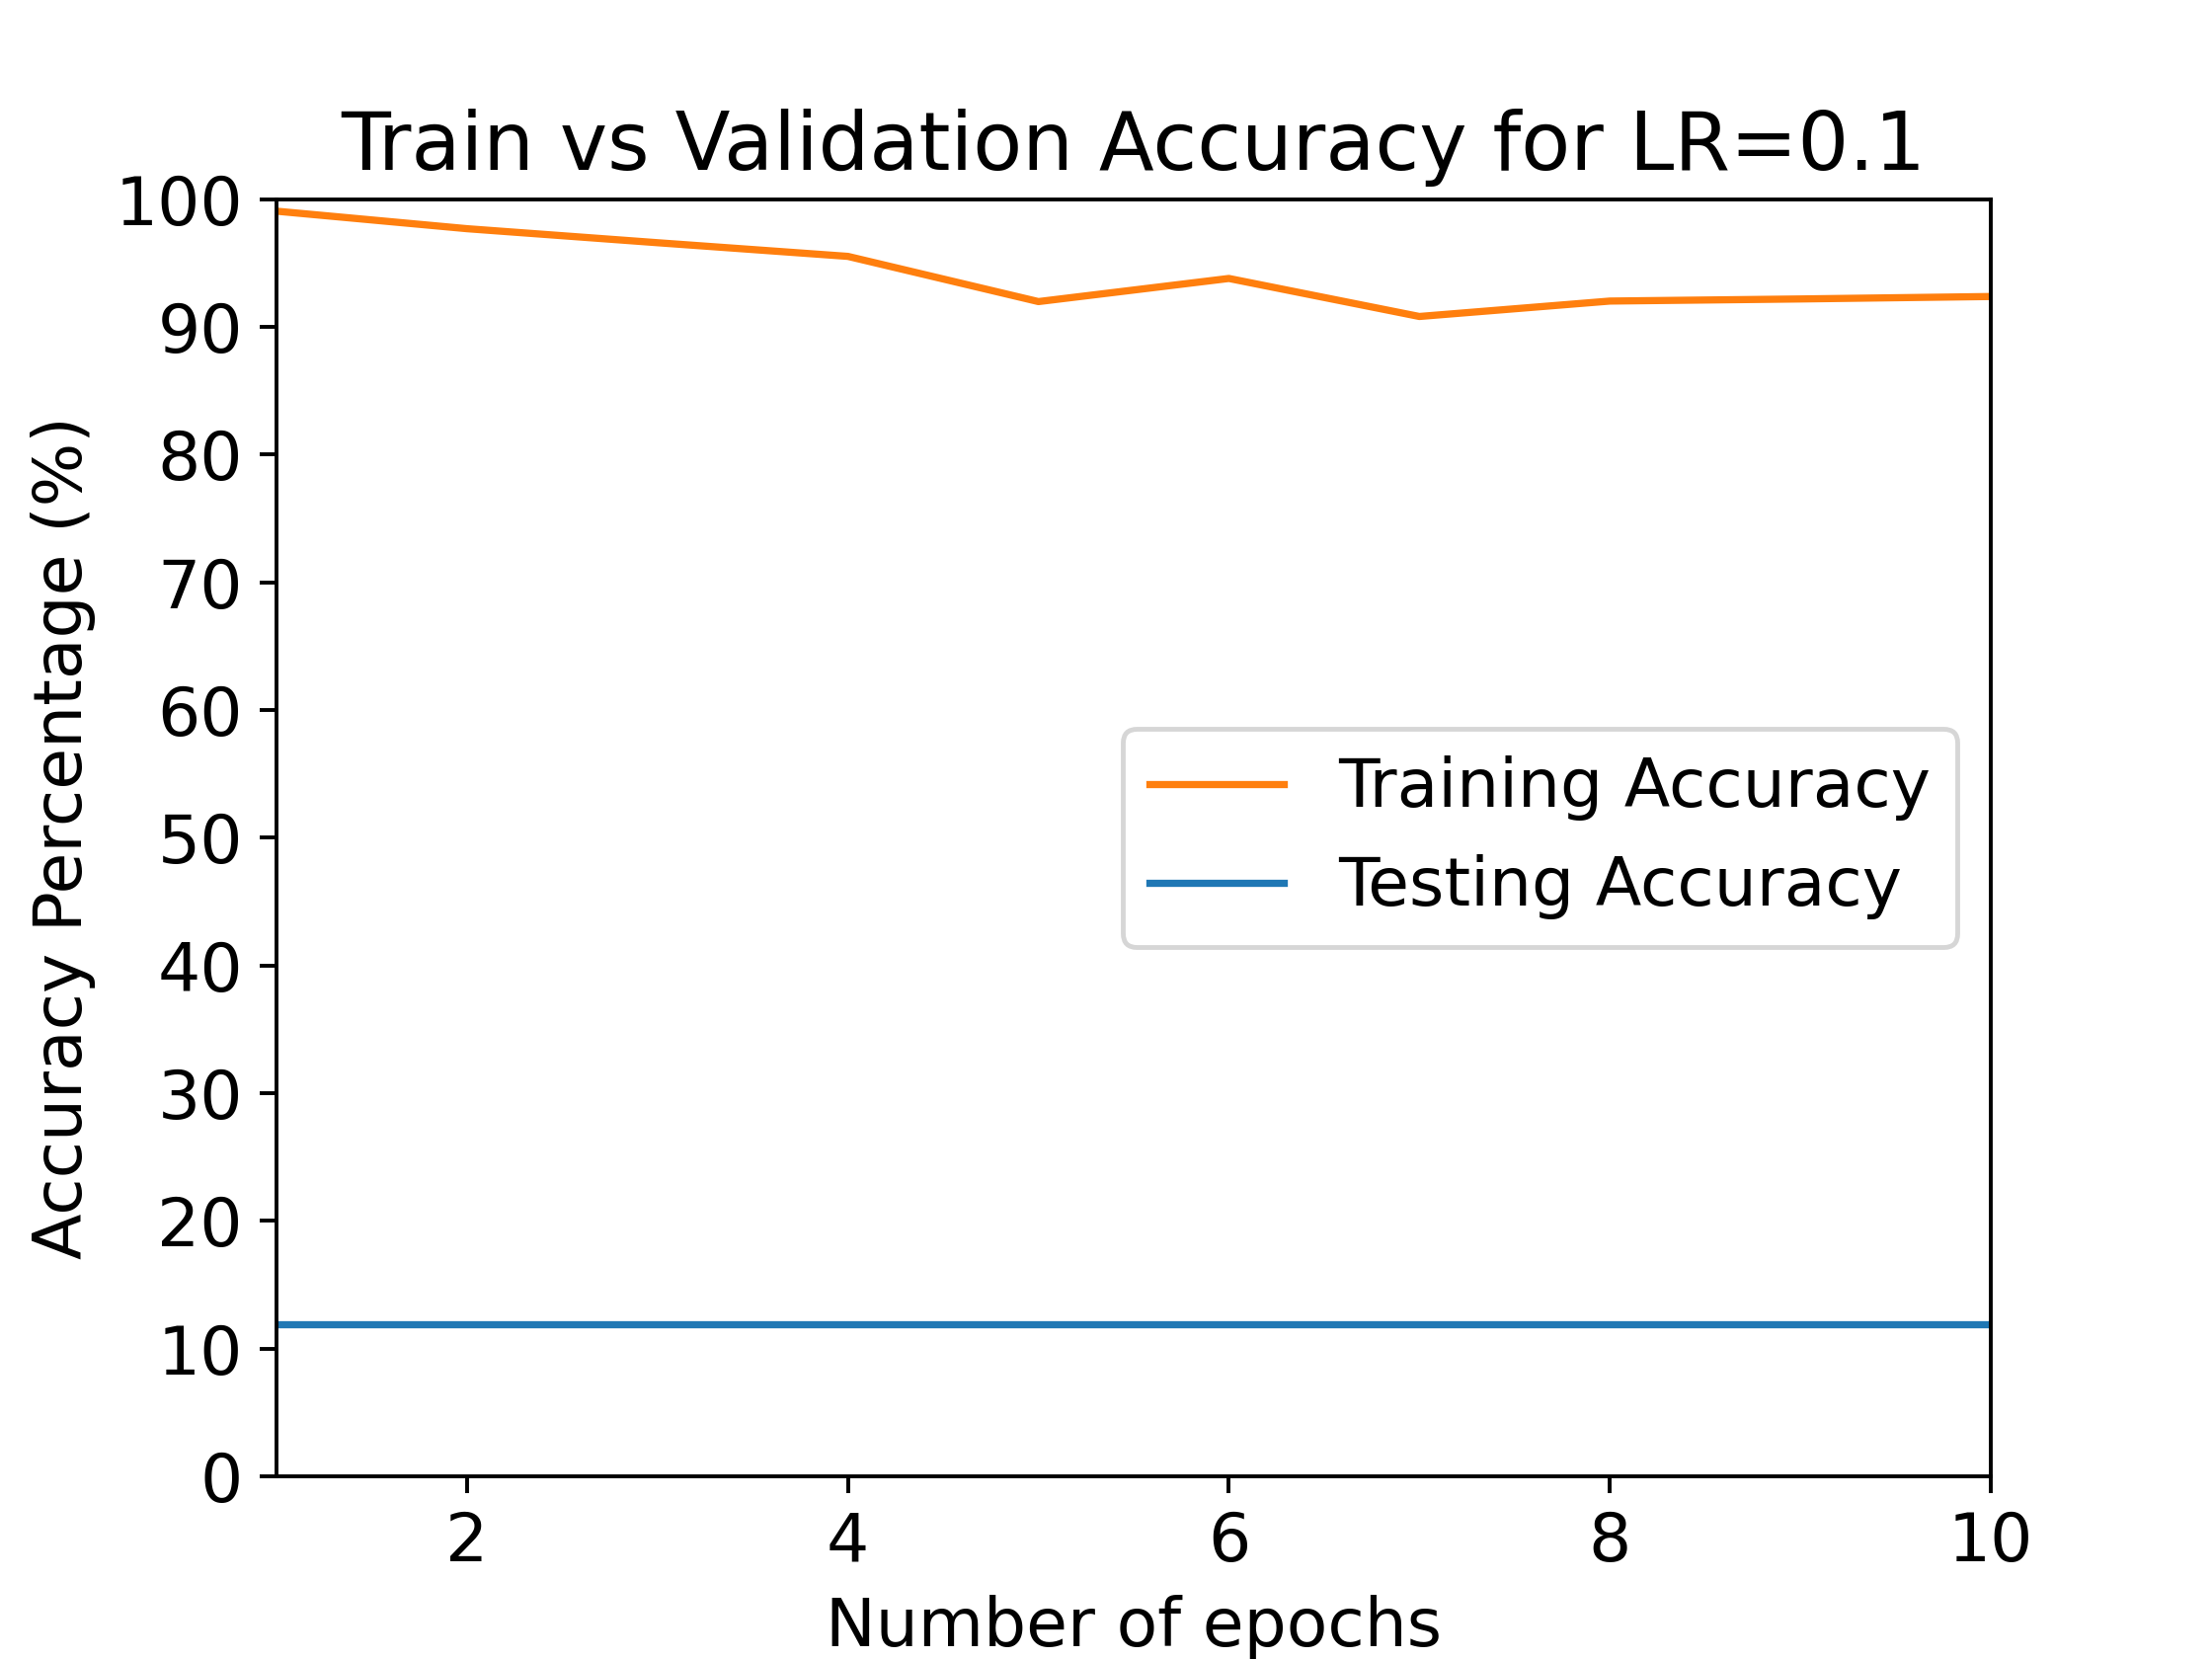 Train vs Validation Accuracy for LR=0.1
100
90
80
70
60
50
40
30
20
10
0
Accuracy Percentage (%)
Training Accuracy
Testing Accuracy
2 4 6 8 10
Number of epochs